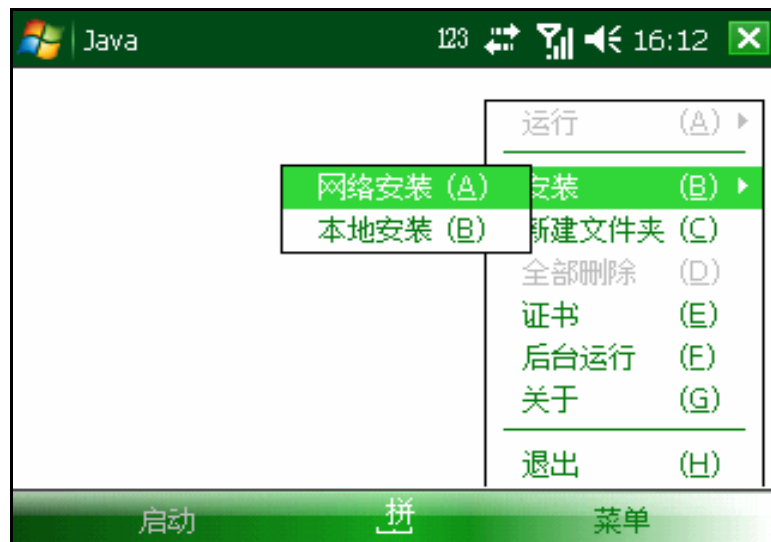 Java 123 16:12
运行 (A)
网络安装 (A) 安装 (B)
本地安装 (B) 新建文件夹 (C)
全部删除 (D)
证书 (E)
后台运行 (F)
关于 (G)
退出 (H)
启动 拼 菜单